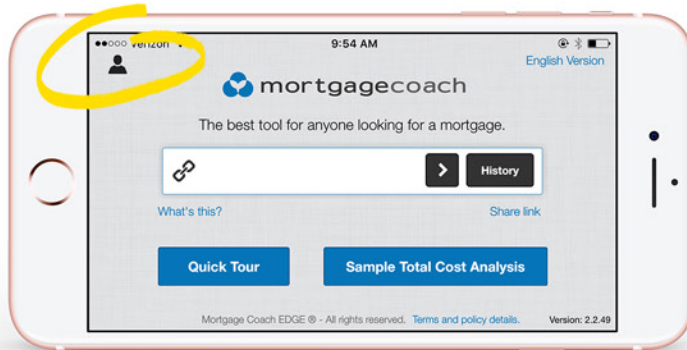 verizon
9:54 AM
English Version
mortgagecoach
The best tool for anyone looking for a mortgage.
> History
What's this?
Share link
Quick Tour
Sample Total Cost Analysis
Mortgage Coach EDGE ® - All rights reserved. Terms and policy details. Version: 2.2.49